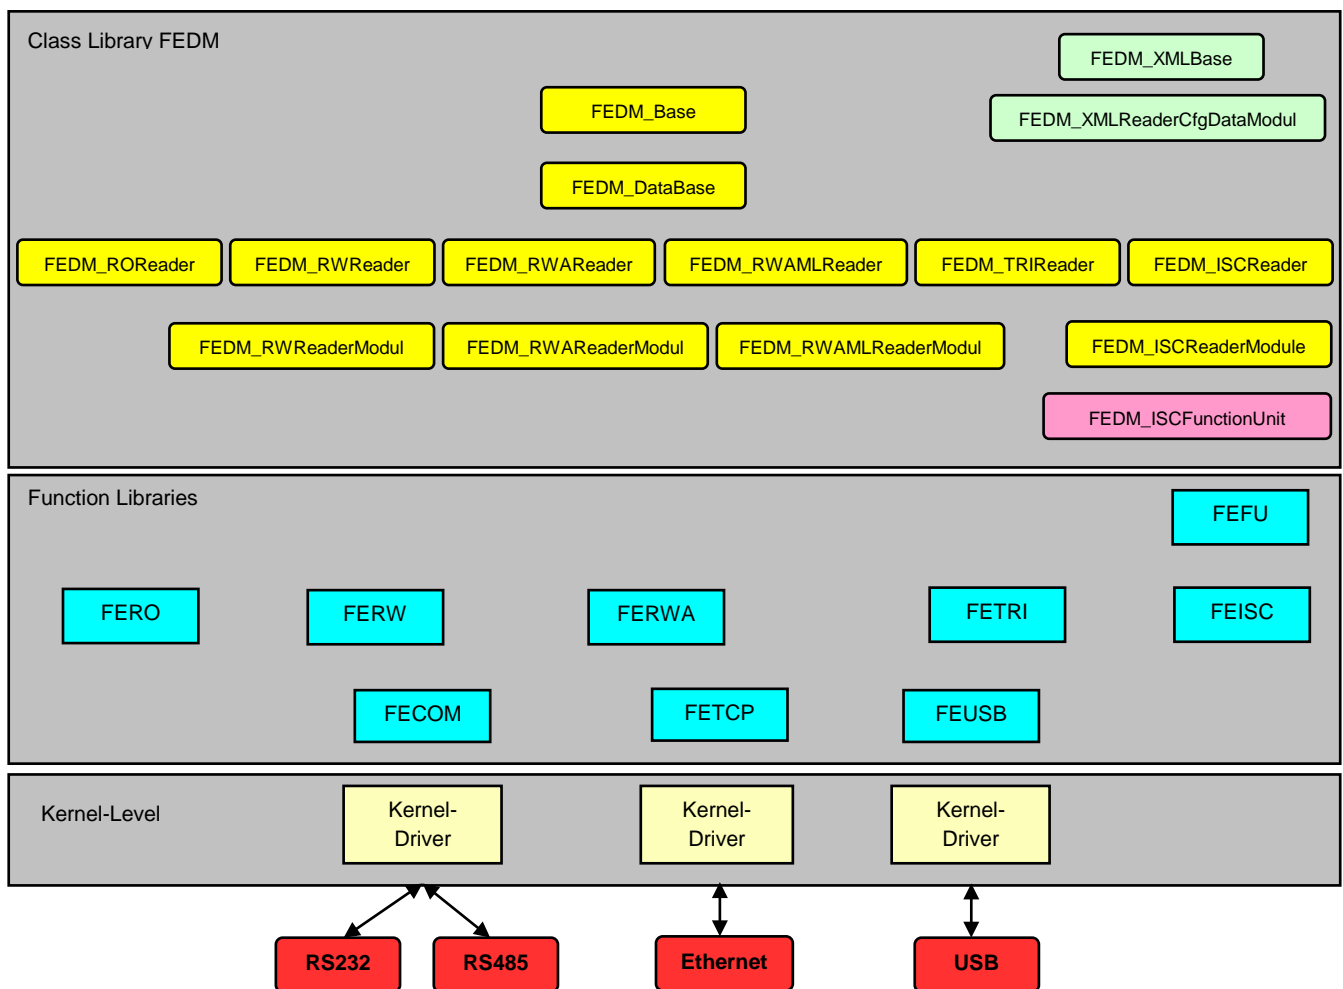 Class Library FEDM
FEDM_XMLBase
FEDM_Base
FEDM_XMLReaderCfgDataModul
FEDM_DataBase
FEDM_ROReader
FEDM_RWReader
FEDM_RWAReader
FEDM_RWAMLReader
FEDM_TRIReader
FEDM_ISCReader
FEDM_RWReaderModul
FEDM_RWAReaderModul
FEDM_RWAMLReaderModul
FEDM_ISCReaderModule
FEDM_ISCFunctionUnit
Function Libraries
FEFU
FERO
FERW
FERWA
FETRI
FEISC
FECOM
FETCP
FEUSB
Kernel-Level
Kernel-
Driver
Kernel-
Driver
Kernel-
Driver
RS232
RS485
Ethernet
USB